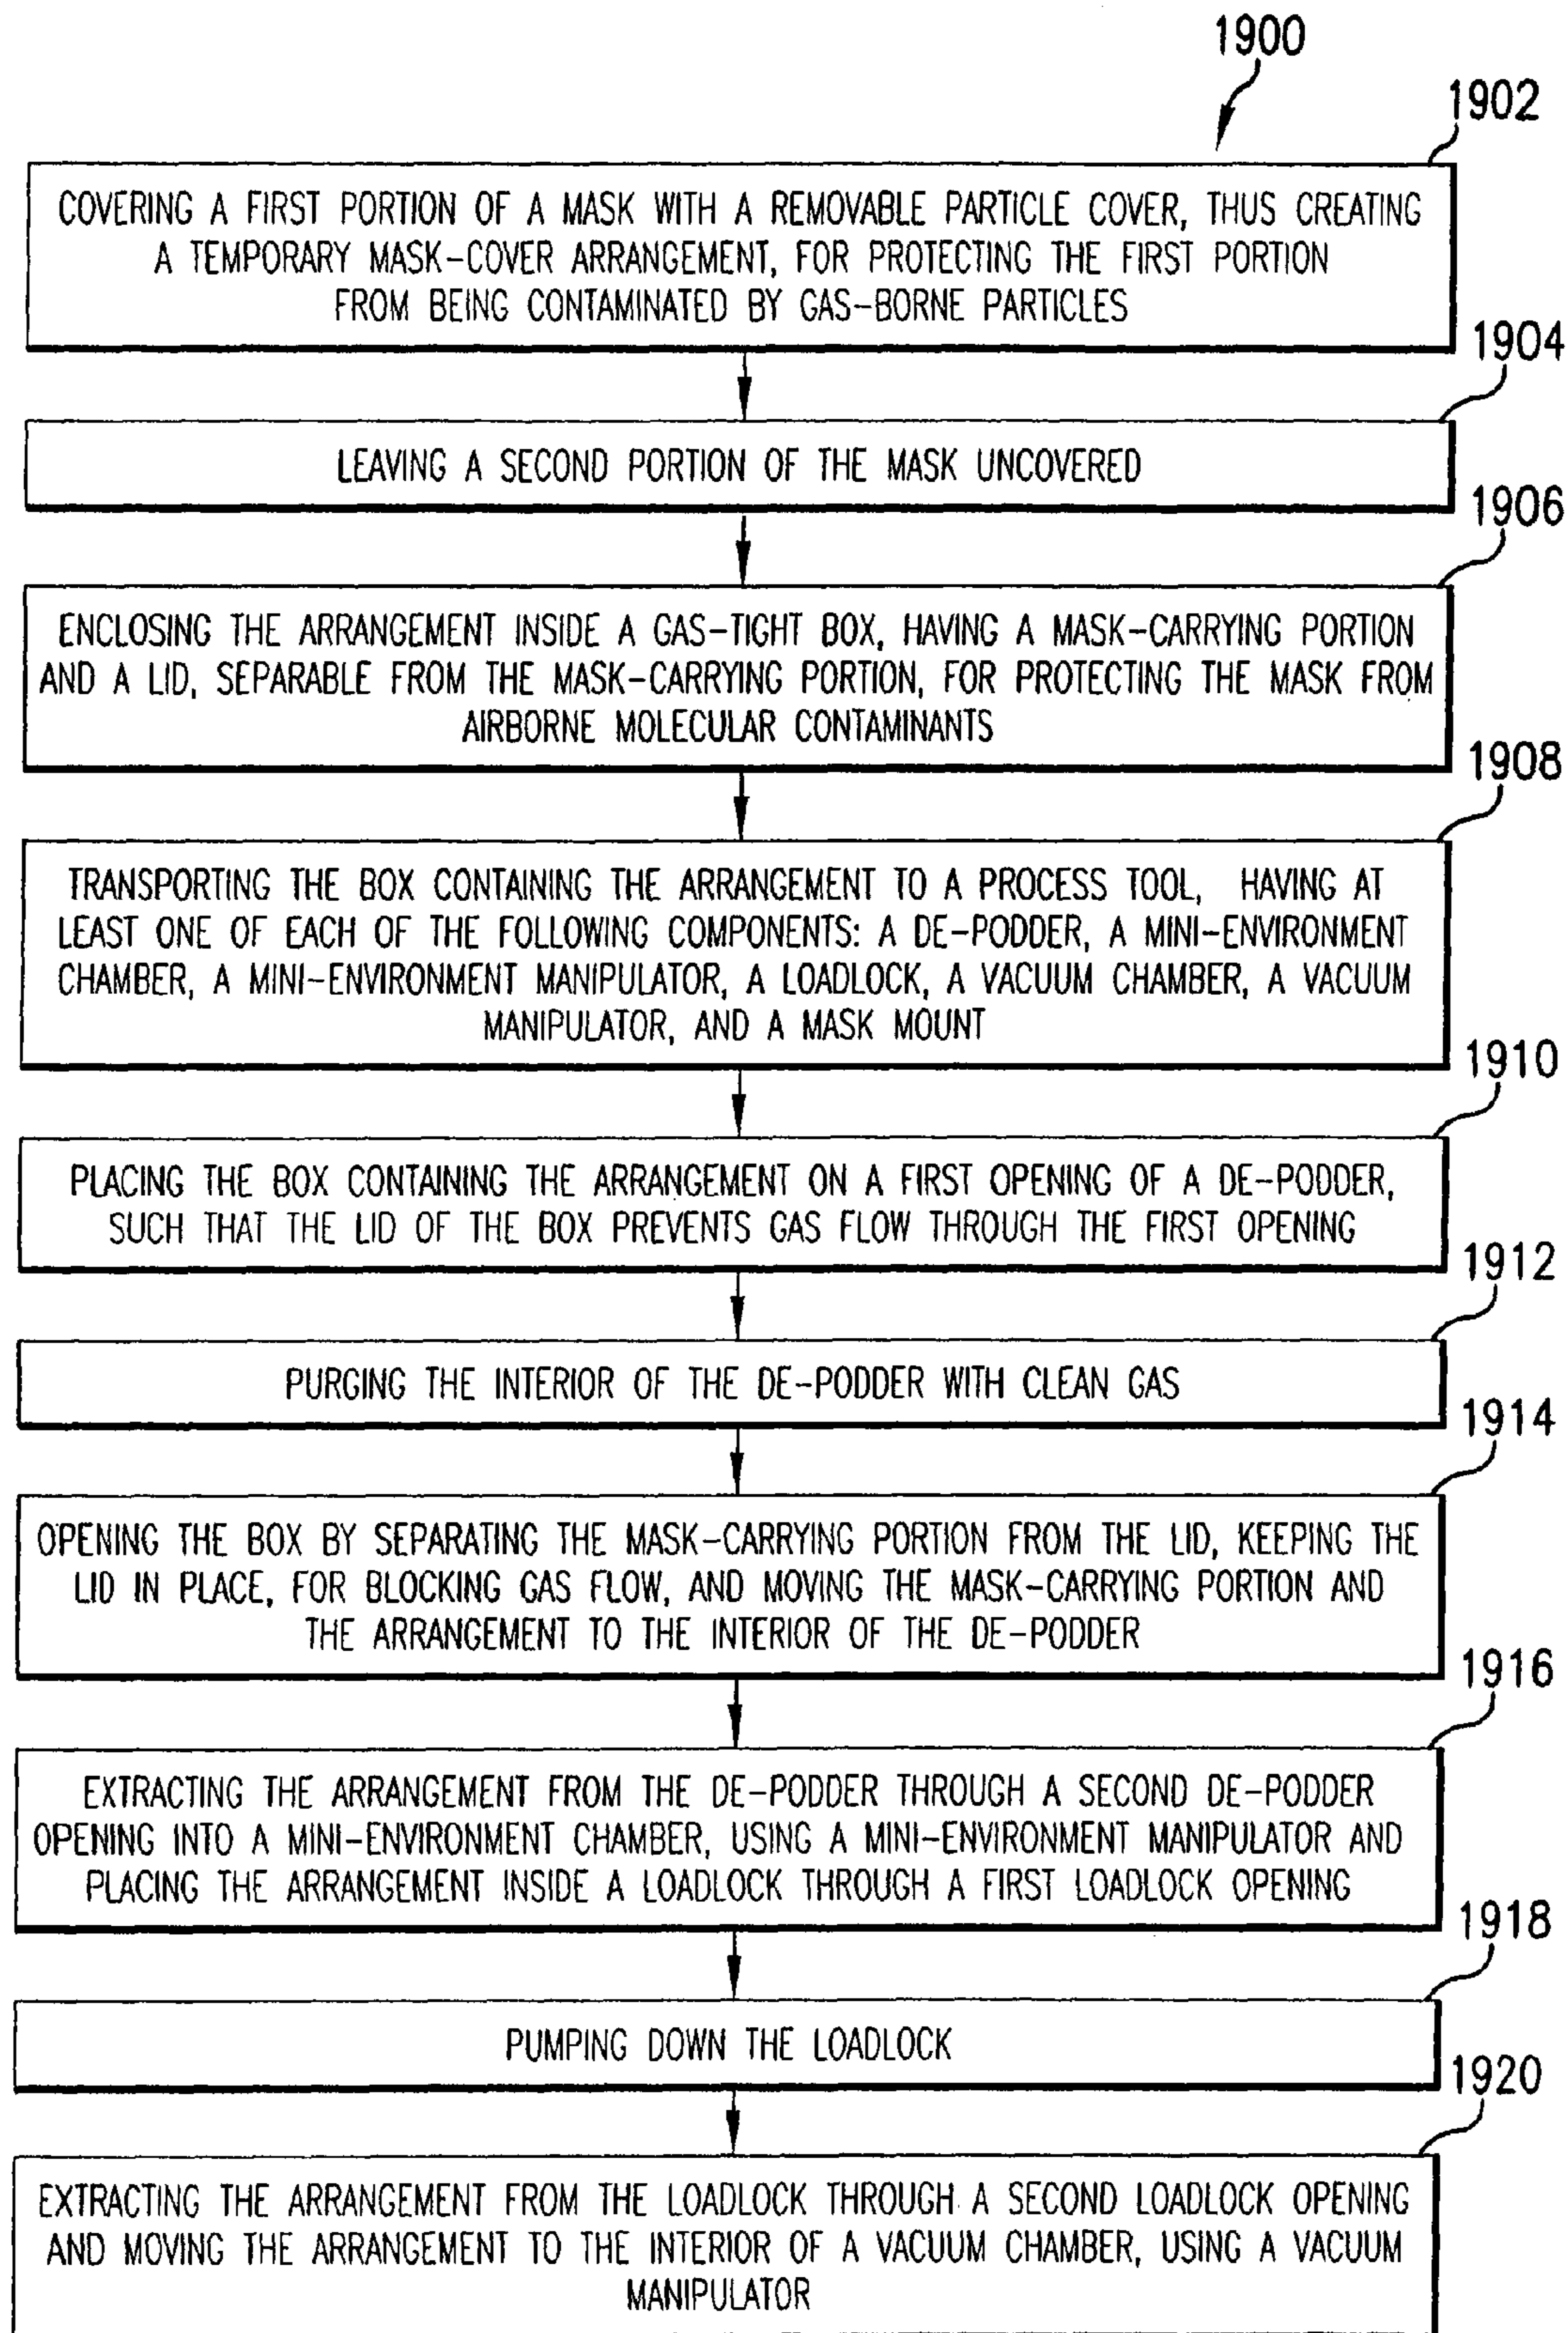 1900
1902
COVERING A FIRST PORTION OF A MASK WITH A REMOVABLE PARTICLE COVER, THUS CREATING
A TEMPORARY MASK-COVER ARRANGEMENT, FOR PROTECTING THE FIRST PORTION
FROM BEING CONTAMINATED BY GAS-BORNE PARTICLES
1904
LEAVING A SECOND PORTION OF THE MASK UNCOVERED
1906
ENCLOSING THE ARRANGEMENT INSIDE A GAS-TIGHT BOX, HAVING A MASK-CARRYING PORTION
AND A LID, SEPARABLE FROM THE MASK-CARRYING PORTION, FOR PROTECTING THE MASK FROM
AIRBORNE MOLECULAR CONTAMINANTS
1908
TRANSPORTING THE BOX CONTAINING THE ARRANGEMENT TO A PROCESS TOOL, HAVING AT
LEAST ONE OF EACH OF THE FOLLOWING COMPONENTS: A DE-PODDER, A MINI-ENVIRONMENT
CHAMBER, A MINI-ENVIRONMENT MANIPULATOR, A LOADLOCK, A VACUUM CHAMBER, A VACUUM
MANIPULATOR, AND A MASK MOUNT
1910
PLACING THE BOX CONTAINING THE ARRANGEMENT ON A FIRST OPENING OF A DE-PODDER,
SUCH THAT THE LID OF THE BOX PREVENTS GAS FLOW THROUGH THE FIRST OPENING
1912
PURGING THE INTERIOR OF THE DE-PODDER WITH CLEAN GAS
1914
OPENING THE BOX BY SEPARATING THE MASK-CARRYING PORTION FROM THE LID, KEEPING THE
LID IN PLACE, FOR BLOCKING GAS FLOW, AND MOVING THE MASK-CARRYING PORTION AND
THE ARRANGEMENT TO THE INTERIOR OF THE DE-PODDER
1916
EXTRACTING THE ARRANGEMENT FROM THE DE-PODDER THROUGH A SECOND DE-PODDER
OPENING INTO A MINI-ENVIRONMENT CHAMBER, USING A MINI-ENVIRONMENT MANIPULATOR AND
PLACING THE ARRANGEMENT INSIDE A LOADLOCK THROUGH A FIRST LOADLOCK OPENING
1918
PUMPING DOWN THE LOADLOCK
1920
EXTRACTING THE ARRANGEMENT FROM THE LOADLOCK THROUGH A SECOND LOADLOCK OPENING
AND MOVING THE ARRANGEMENT TO THE INTERIOR OF A VACUUM CHAMBER, USING A VACUUM
MANIPULATOR